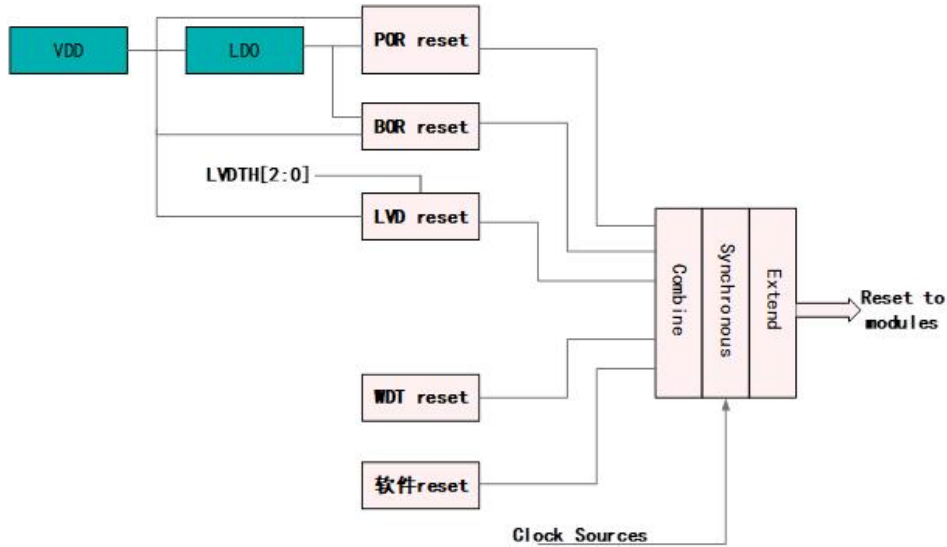 VDD
LDO
POR reset
BOR reset
LVDTH[2:0]
LVD reset
Combine
Synchronous
Extend
Reset to
modules
WDT reset
软件reset
Clock Sources